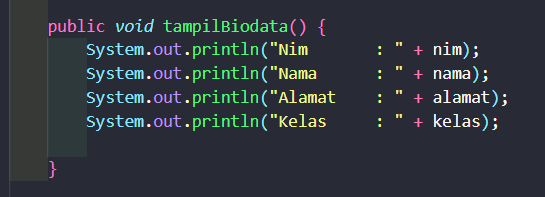 public void tampilBiodata() {
System.out.println("Nim       : " + nim);
System.out.println("Nama      : " + nama);
System.out.println("Alamat    : " + alamat);
System.out.println("Kelas     : " + kelas);
}